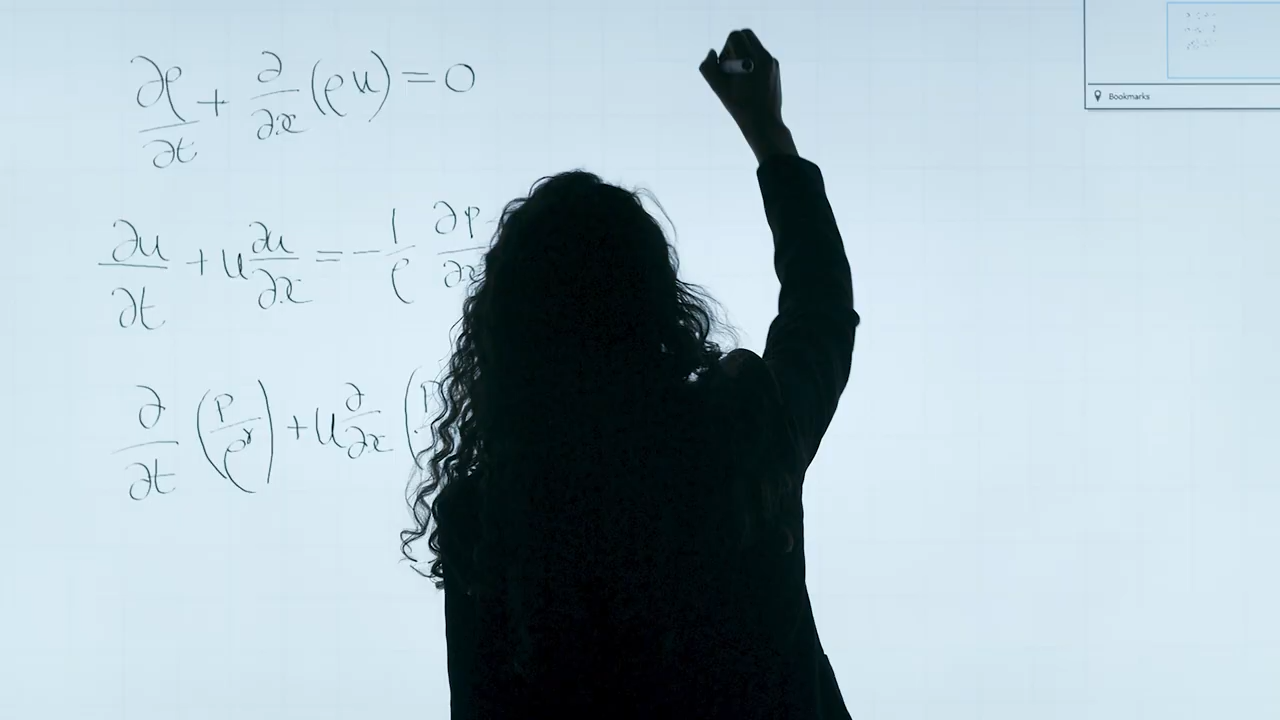 ∂ρ/∂t + ∂/∂x (ρu) = 0
∂u/∂t + u ∂u/∂x = - 1/ρ ∂p/∂x
∂/∂t (p/ρ^γ) + u ∂/∂x (p
Bookmarks